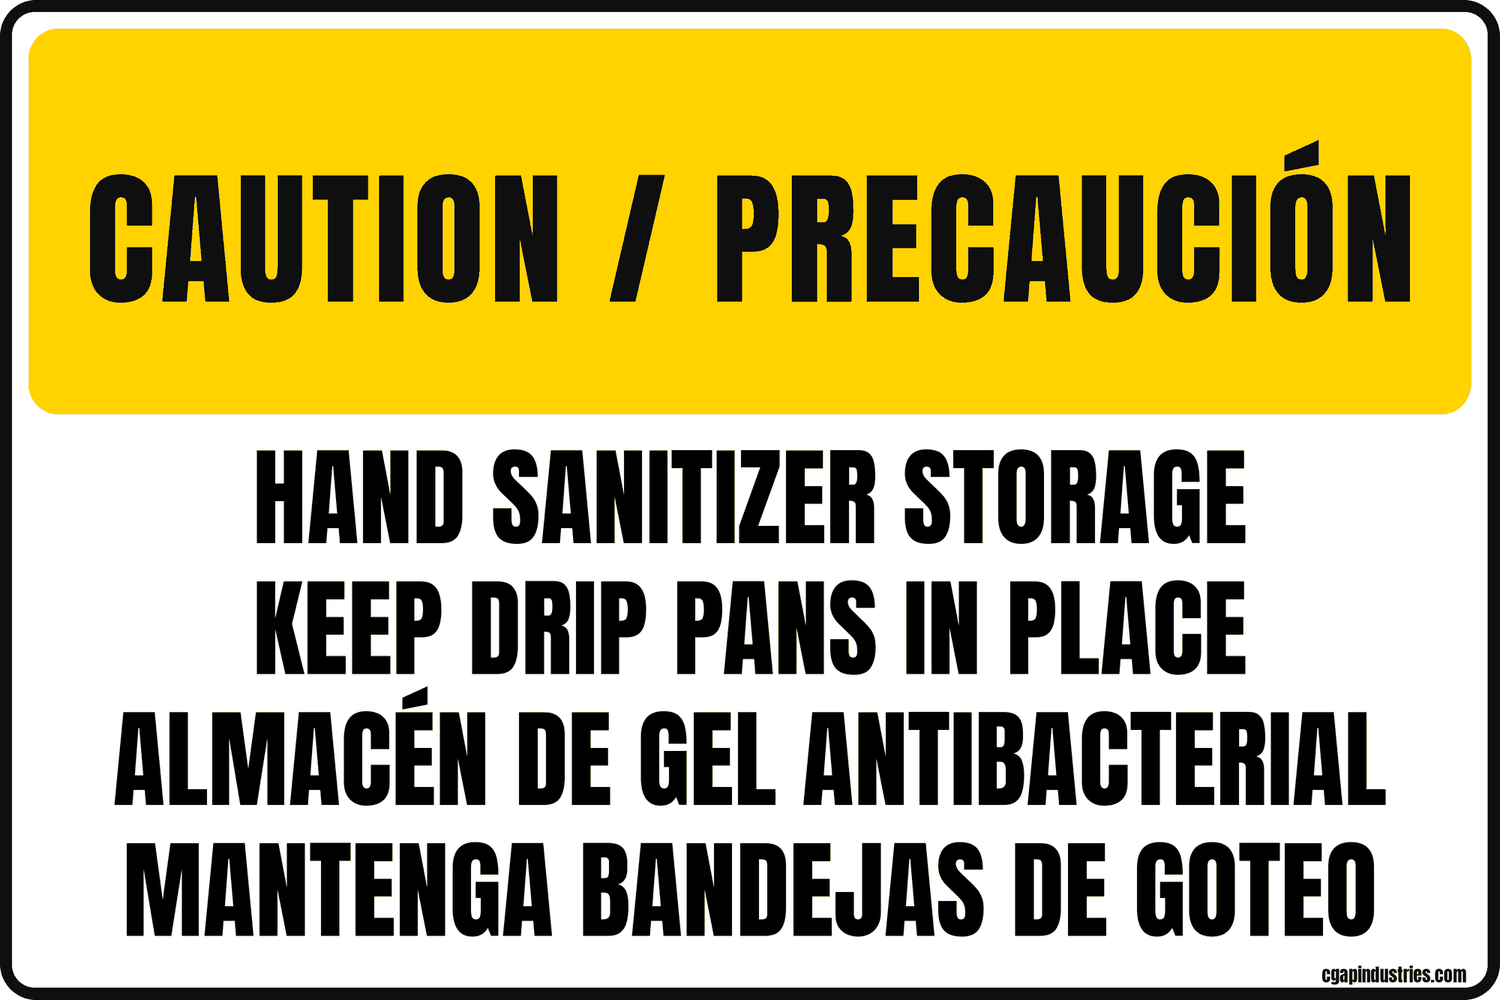 CAUTION / PRECAUCIÓN
HAND SANITIZER STORAGE
KEEP DRIP PANS IN PLACE
ALMACÉN DE GEL ANTIBACTERIAL
MANTENGA BANDEJAS DE GOTEO
cgapindustries.com